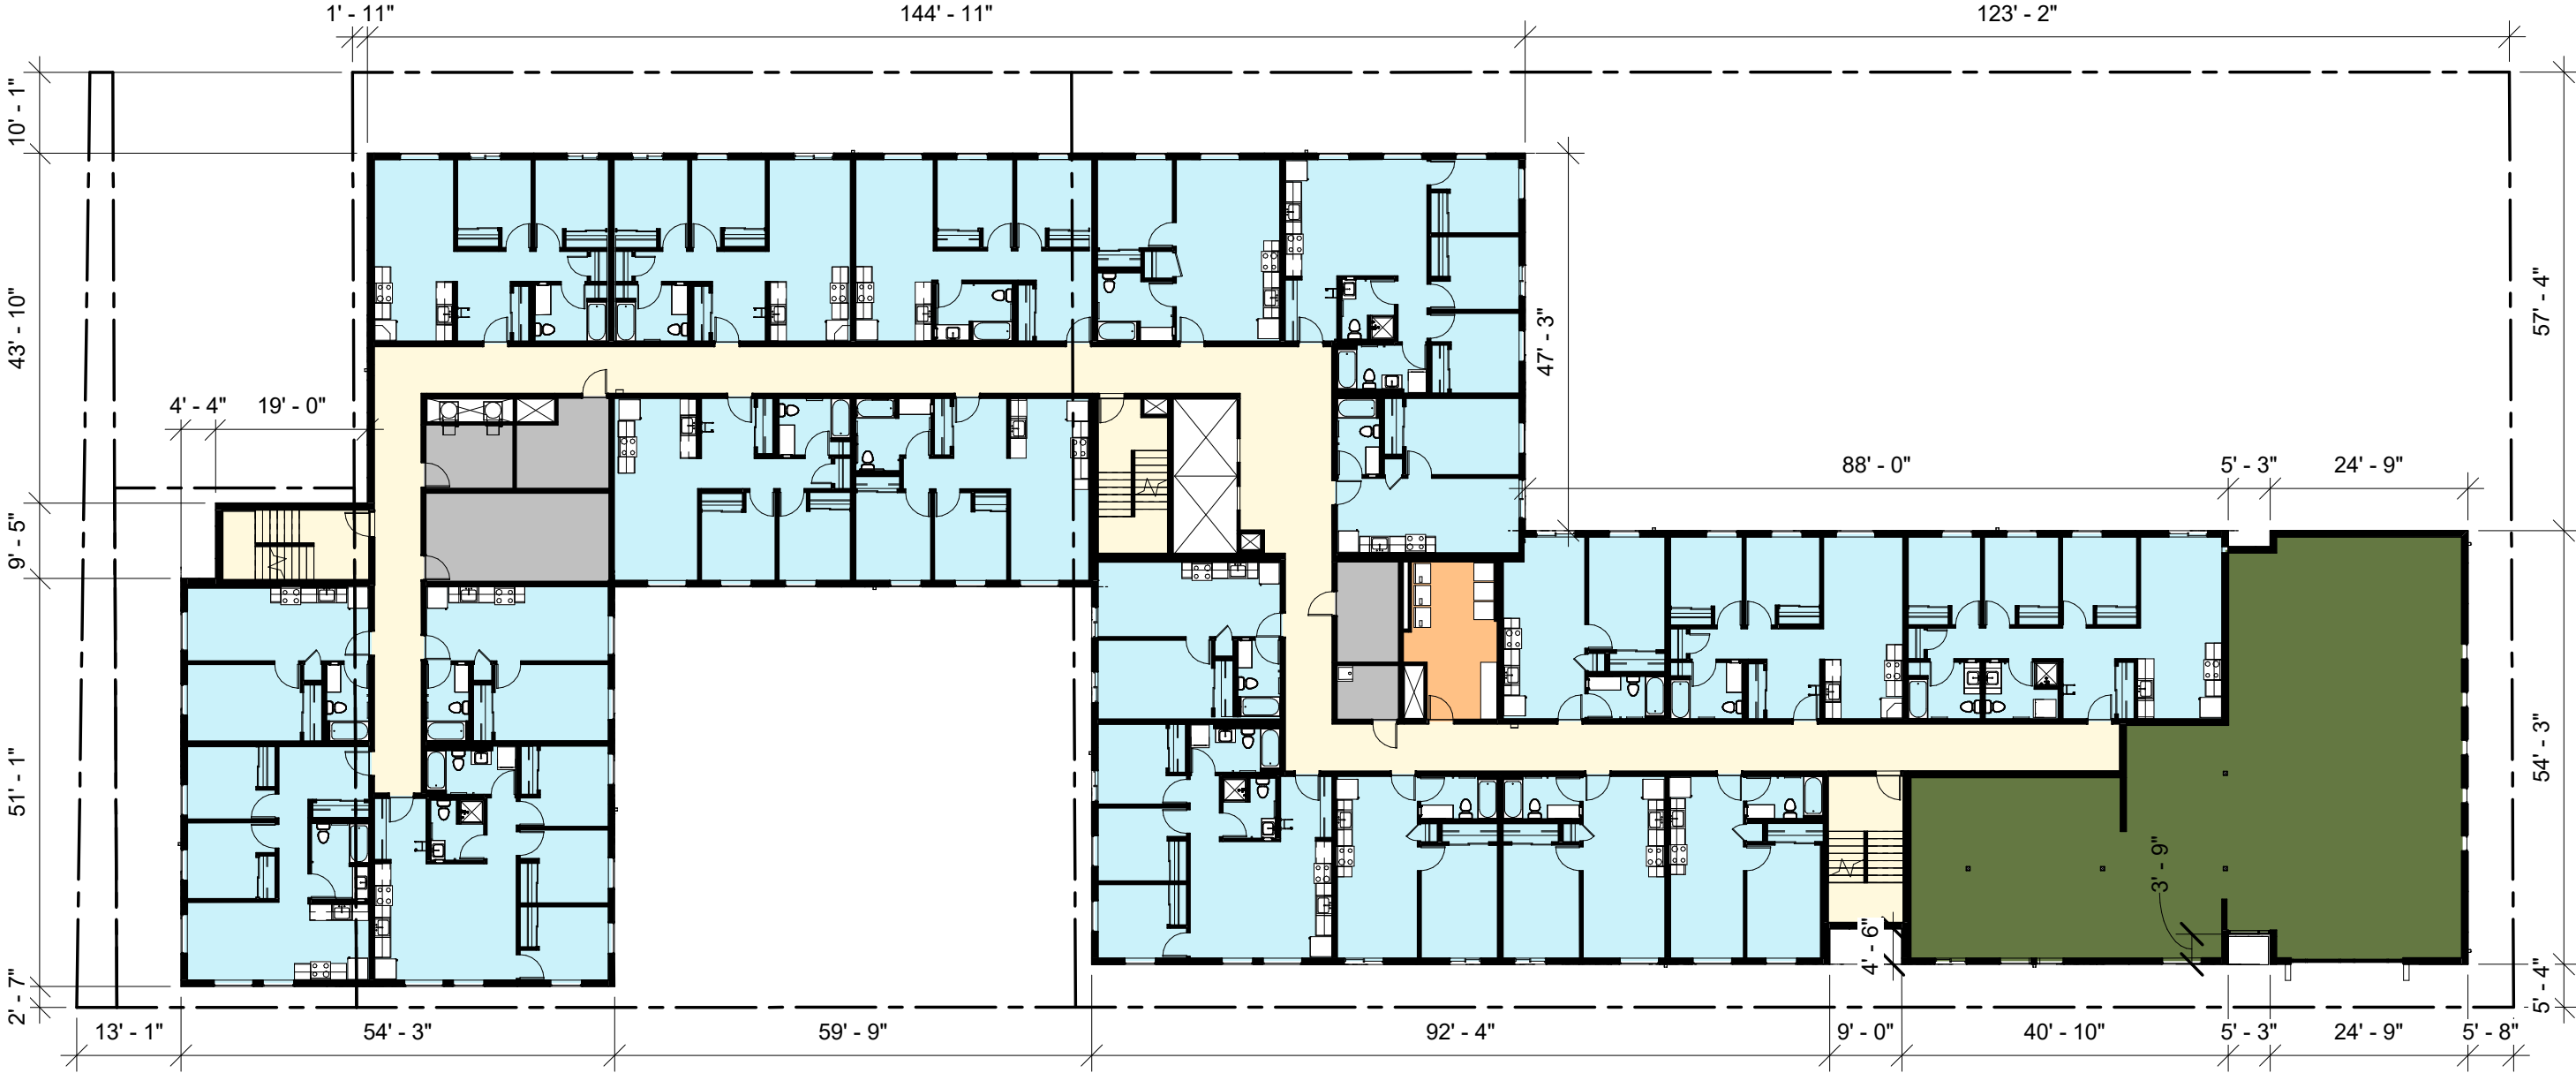 1' - 11"
144' - 11"
123' - 2"
10' - 1"
43' - 10"
57' - 4"
47' - 3"
4' - 4"
19' - 0"
88' - 0"
5' - 3"
24' - 9"
9' - 5"
51' - 1"
54' - 3"
3' - 9"
4' - 6"
2' - 7"
5' - 4"
13' - 1"
54' - 3"
59' - 9"
92' - 4"
9' - 0"
40' - 10"
5' - 3"
24' - 9"
5' - 8"